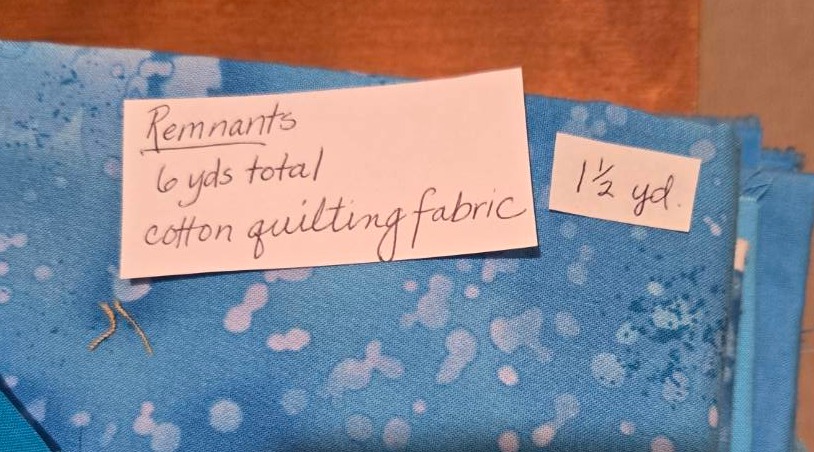 Remnants
6 yds total
cotton quilting fabric
1½ yd.